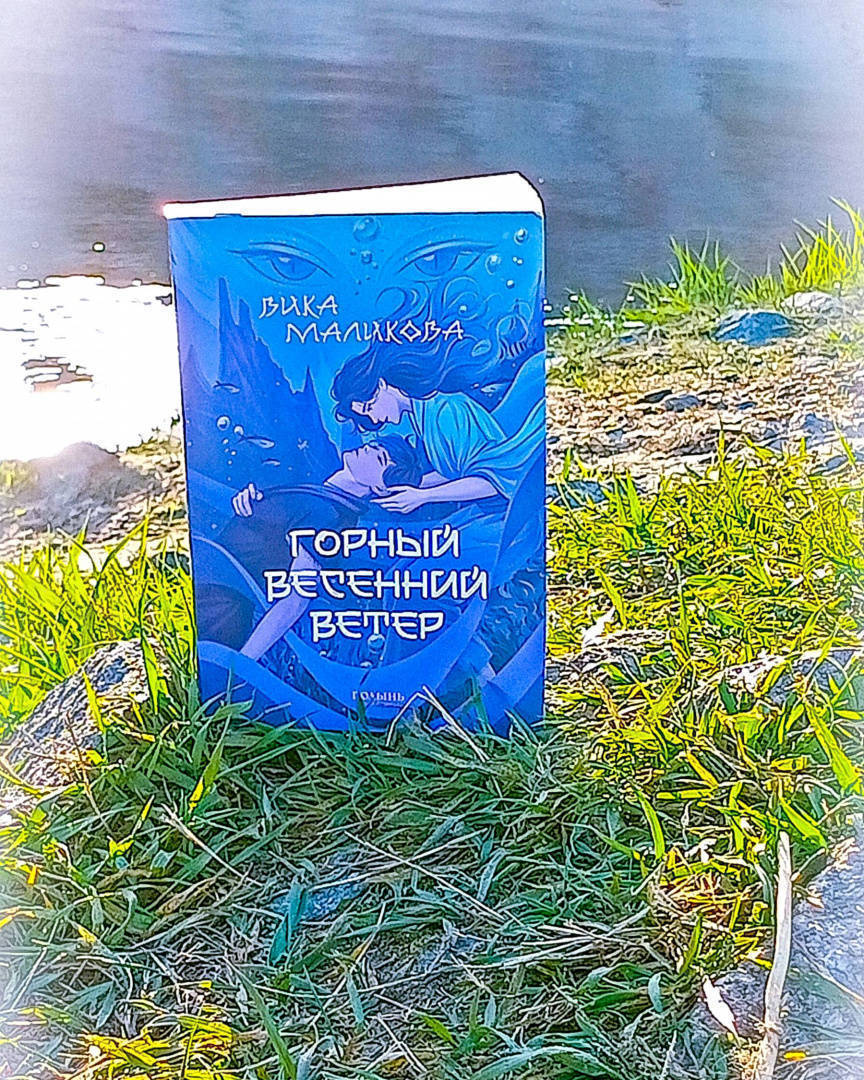 ВИКА
МАЛИКОВА
ГОРНЫЙ
ВЕСЕННИЙ
ВЕТЕР
ПОЛЫНЬ